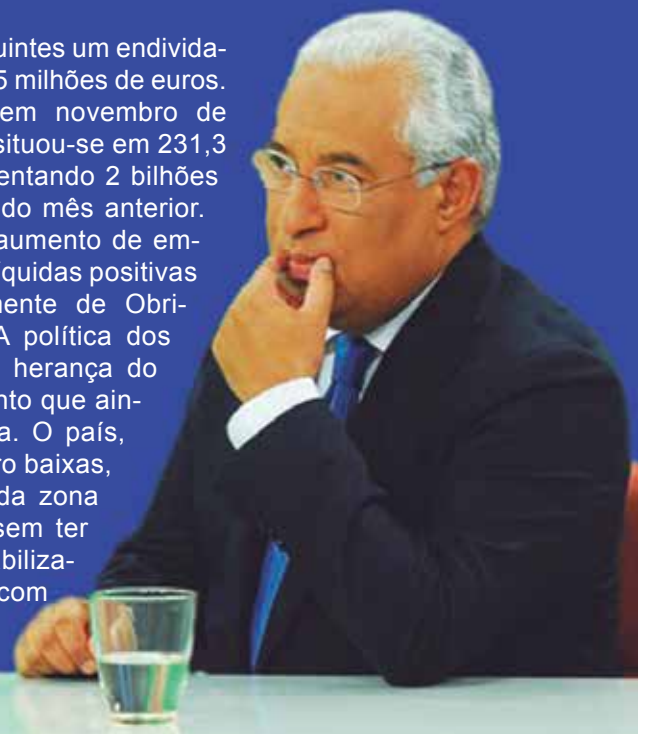 uintes um endivida-
5 milhões de euros.
em novembro de
situou-se em 231,3
entando 2 bilhões
do mês anterior.
aumento de em-
quidas positivas
ente de Obri-
A política dos
herança do
nto que ain-
a. O país,
ro baixas,
da zona
sem ter
biliza-
com